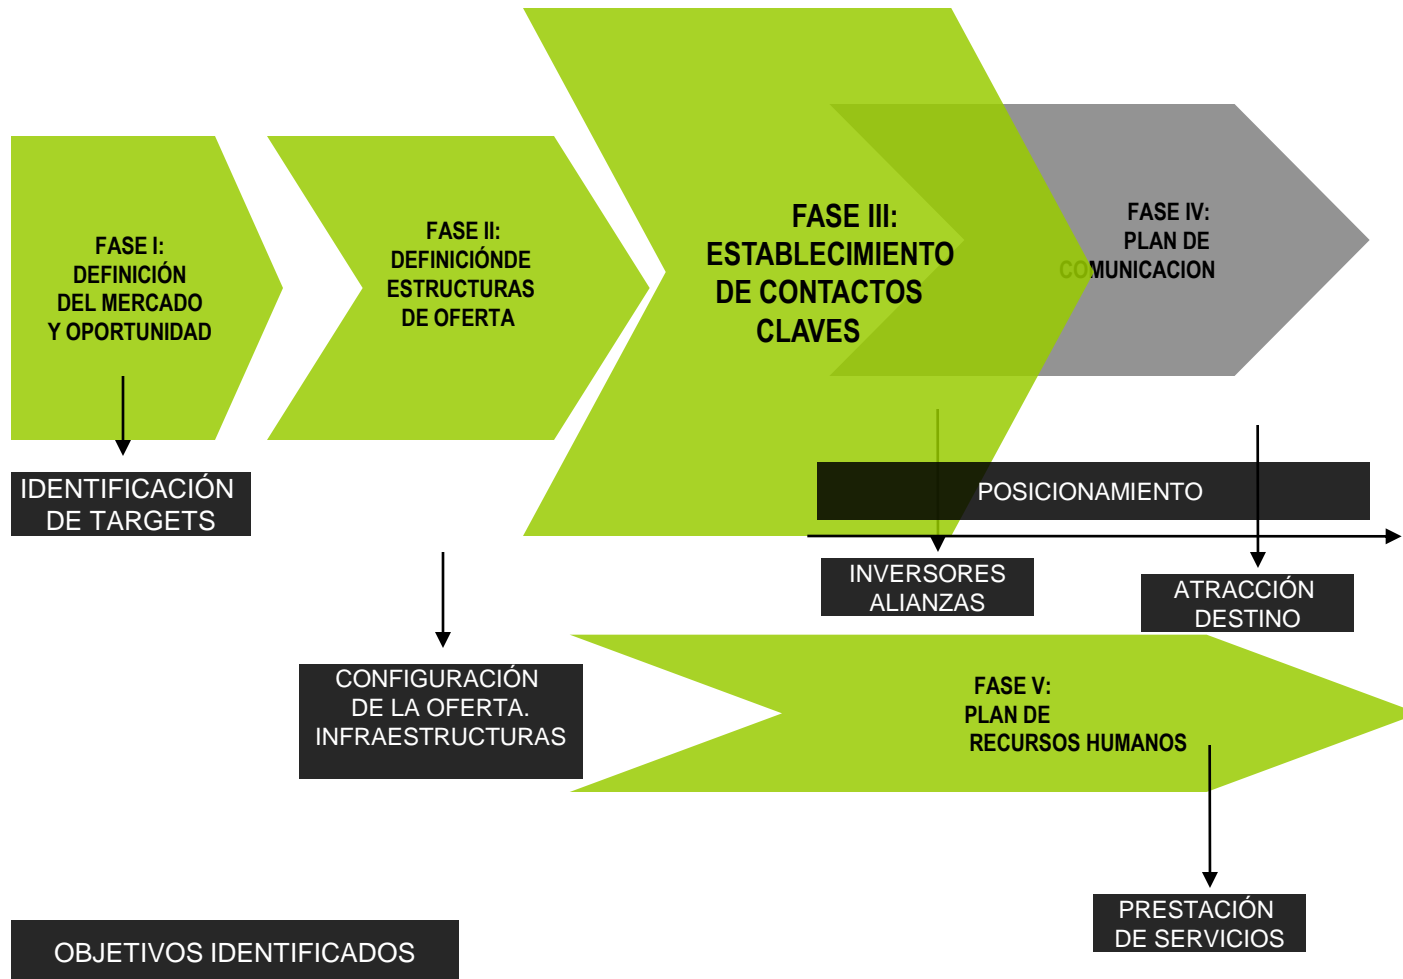 FASE I:
DEFINICIÓN
DEL MERCADO
Y OPORTUNIDAD
FASE II:
DEFINICIÓNDE
ESTRUCTURAS
DE OFERTA
FASE III:
ESTABLECIMIENTO
DE CONTACTOS
CLAVES
FASE IV:
PLAN DE
COMUNICACION
IDENTIFICACIÓN
DE TARGETS
POSICIONAMIENTO
INVERSORES
ALIANZAS
ATRACCIÓN
DESTINO
CONFIGURACIÓN
DE LA OFERTA.
INFRAESTRUCTURAS
FASE V:
PLAN DE
RECURSOS HUMANOS
PRESTACIÓN
DE SERVICIOS
OBJETIVOS IDENTIFICADOS